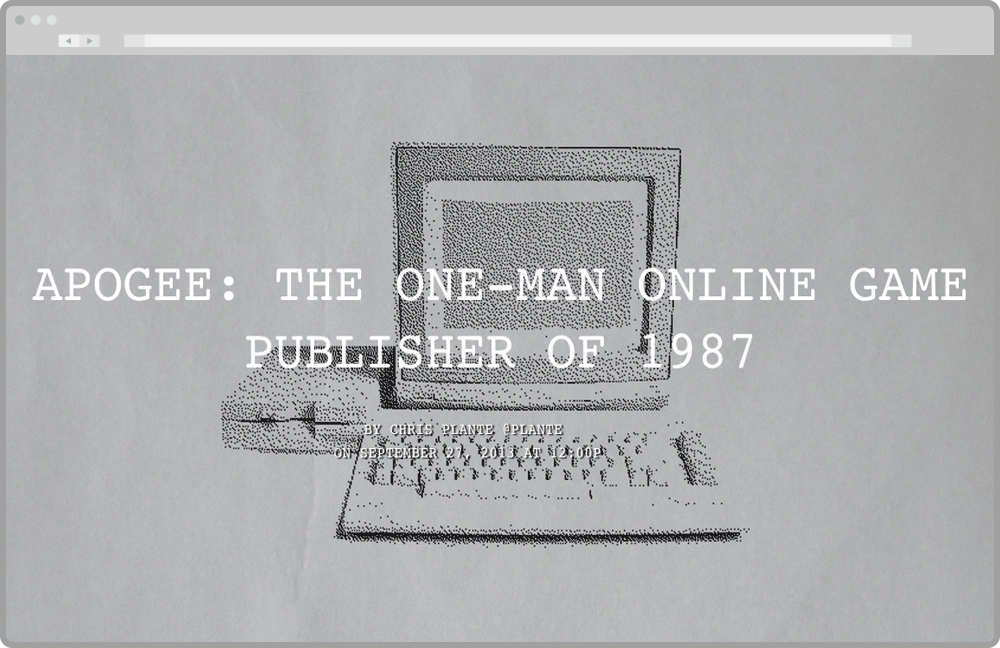 APOGEE: THE ONE-MAN ONLINE GAME
PUBLISHER OF 1987
BY CHRIS PLANTE @PLANTE
ON SEPTEMBER 27, 2013 AT 12:00P